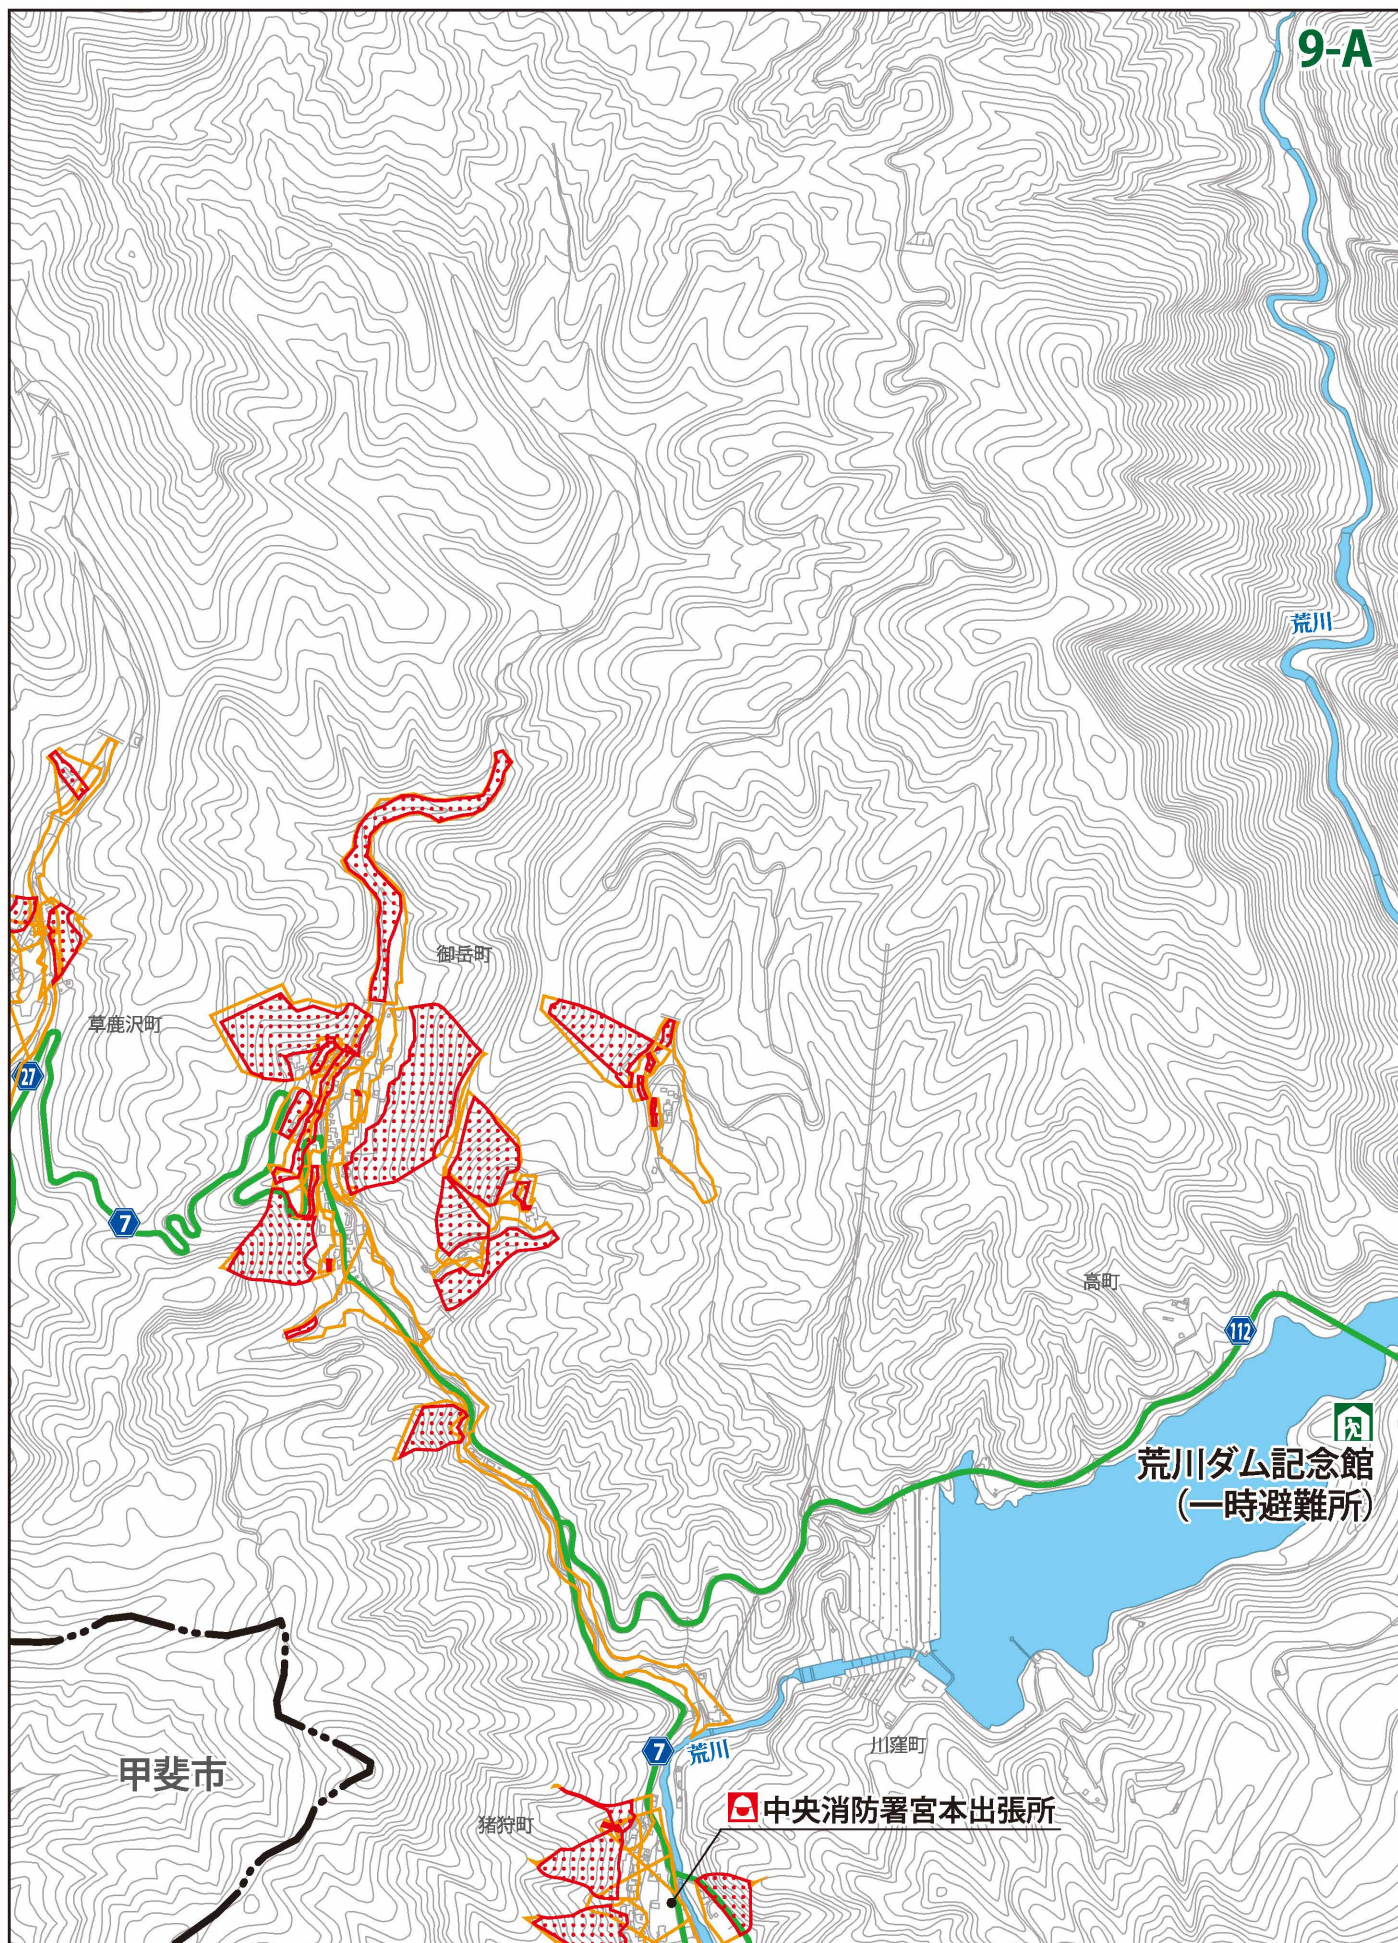 9-A
荒川
御岳町
草鹿沢町
27
7
高町
112
荒川ダム記念館
(一時避難所)
7
荒川
川窪町
甲斐市
猪狩町
中央消防署宮本出張所